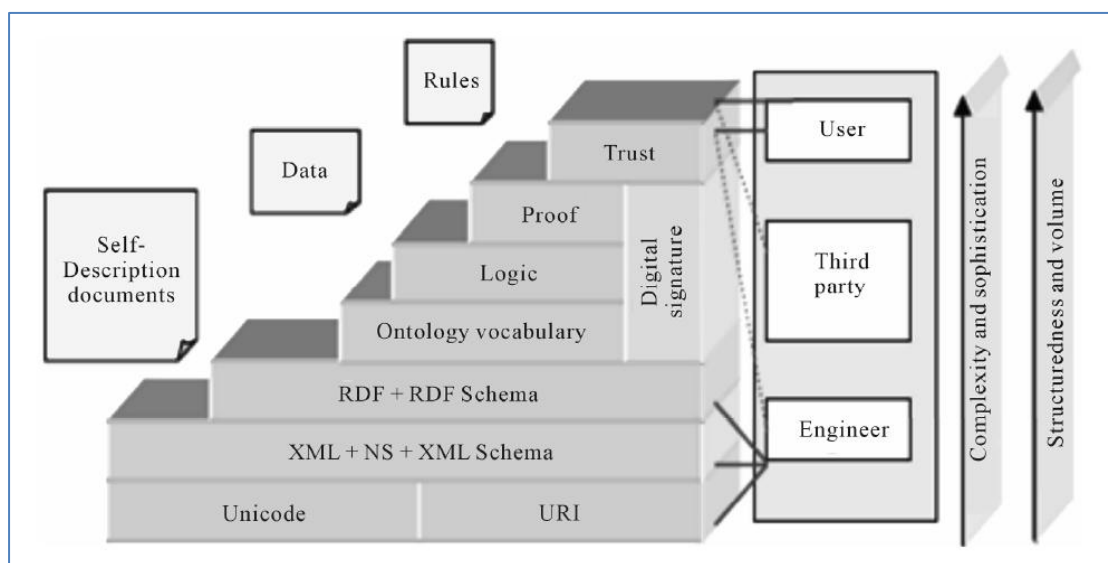 Rules
Data
Self-
Description
documents
Trust
Proof
Logic
Ontology vocabulary
Digital
signature
RDF + RDF Schema
XML + NS + XML Schema
Unicode
URI
User
Third
party
Engineer
Complexity and sophistication
Structuredness and volume